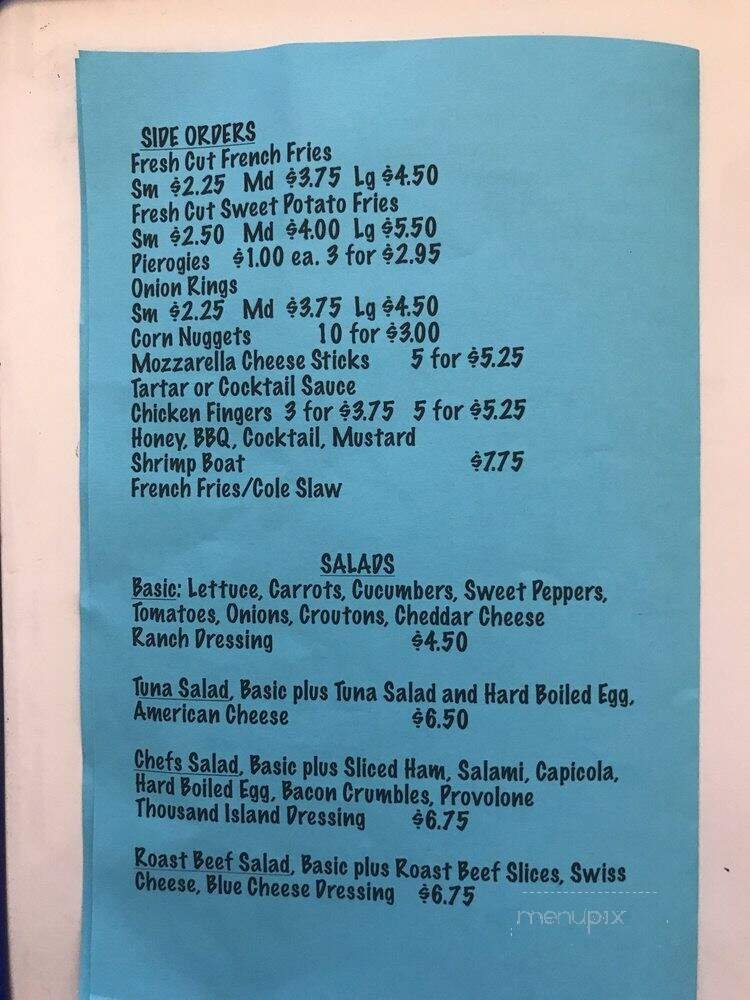 SIDE ORDERS
Fresh Cut French Fries
Sm $2.25 Md $3.75 Lg $4.50
Fresh Cut Sweet Potato Fries
Sm $2.50 Md $4.00 Lg $5.50
Pierogies $1.00 ea. 3 for $2.95
Onion Rings
Sm $2.25 Md $3.75 Lg $4.50
Corn Nuggets 10 for $3.00
Mozzarella Cheese Sticks 5 for $5.25
Tartar or Cocktail Sauce
Chicken Fingers 3 for $3.75 5 for $5.25
Honey, BBQ, Cocktail, Mustard
Shrimp Boat $7.75
French Fries/Cole Slaw
SALADS
Basic: Lettuce, Carrots, Cucumbers, Sweet Peppers,
Tomatoes, Onions, Croutons, Cheddar Cheese
Ranch Dressing $4.50
Tuna Salad, Basic plus Tuna Salad and Hard Boiled Egg,
American Cheese $6.50
Chefs Salad, Basic plus Sliced Ham, Salami, Capicola,
Hard Boiled Egg, Bacon Crumbles, Provolone
Thousand Island Dressing $6.75
Roast Beef Salad, Basic plus Roast Beef Slices, Swiss
Cheese, Blue Cheese Dressing $6.75
menupix